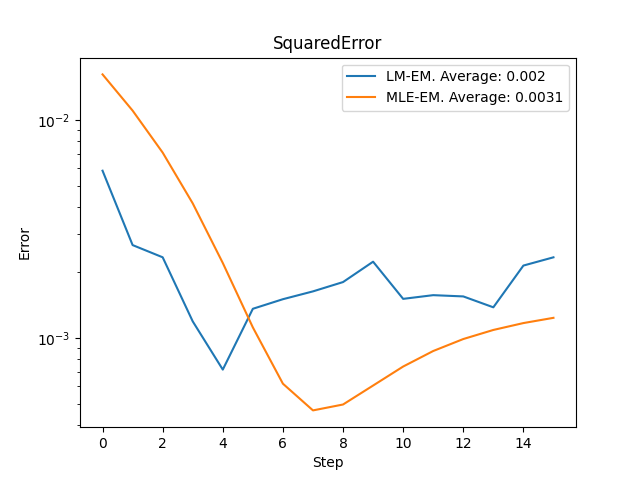 SquaredError
LM-EM. Average: 0.002
MLE-EM. Average: 0.0031
10⁻²
10⁻³
Error
0 2 4 6 8 10 12 14
Step